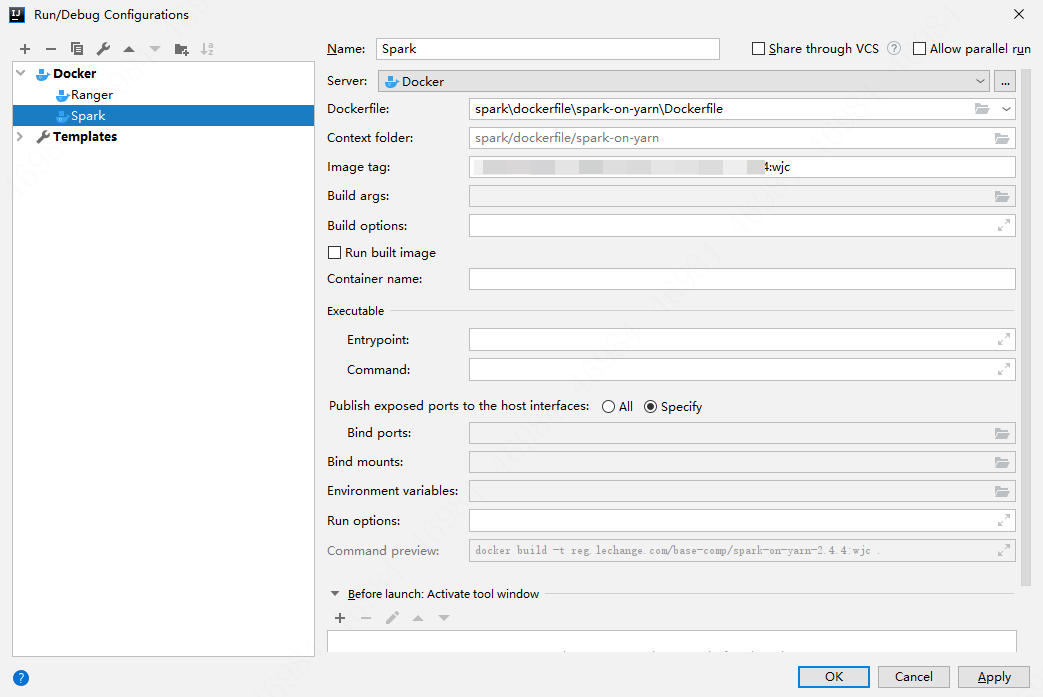 Run/Debug Configurations
Name: Spark Share through VCS ? Allow parallel run
Docker
Ranger
Spark
Templates
Server: Docker ...
Dockerfile: spark\dockerfile\spark-on-yarn\Dockerfile
Context folder: spark/dockerfile/spark-on-yarn
Image tag: 4:wjc
Build args:
Build options:
Run built image
Container name:
Executable
Entrypoint:
Command:
Publish exposed ports to the host interfaces: All Specify
Bind ports:
Bind mounts:
Environment variables:
Run options:
Command preview: docker build -t reg.lechange.com/base-comp/spark-on-yarn-2.4.4:wjc .
Before launch: Activate tool window
? OK Cancel Apply